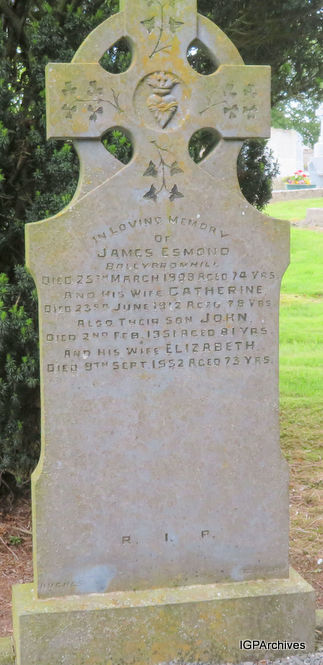 IN LOVING MEMORY
OF
JAMES ESMOND
BALLYBROWNHILL
DIED 25TH MARCH 1908 AGED 74 YRS.
AND HIS WIFE CATHERINE
DIED 23RD JUNE 1912 AGED 78 YRS
ALSO THEIR SON JOHN
DIED 2ND FEB. 1951 AGED 81 YRS.
AND HIS WIFE ELIZABETH
DIED 9TH SEPT. 1952 AGED 73 YRS.
R. I. P.
HUGHES
IGPArchives